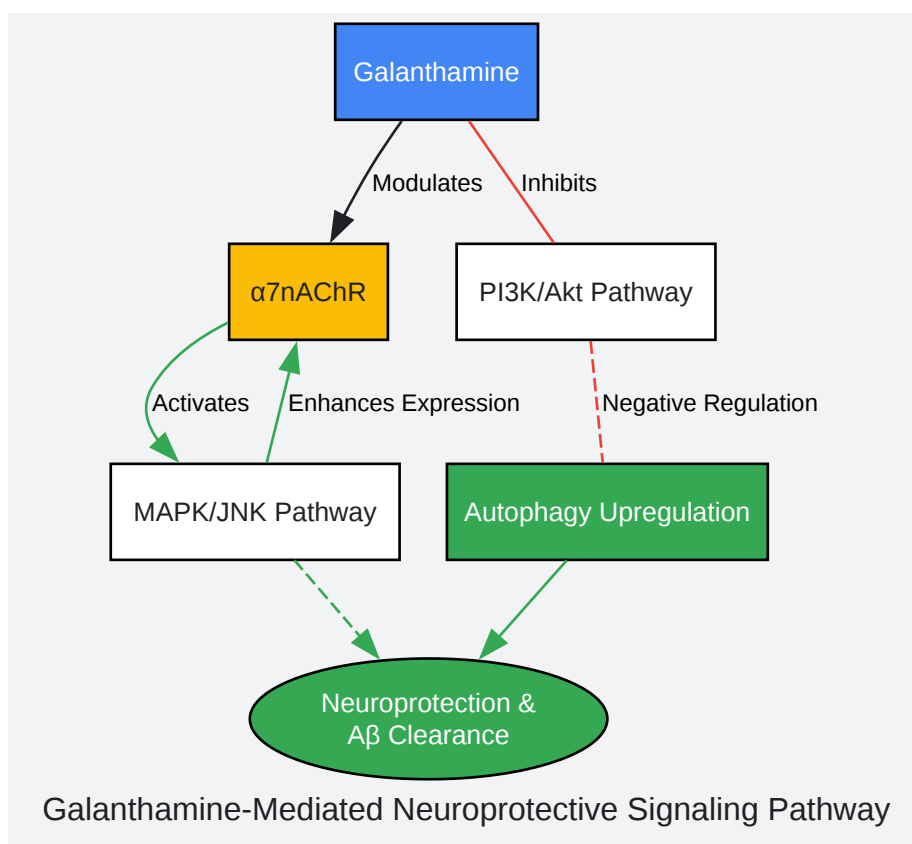 Galanthamine
Modulates
Inhibits
α7nAChR
PI3K/Akt Pathway
Activates
Enhances Expression
Negative Regulation
MAPK/JNK Pathway
Autophagy Upregulation
Neuroprotection &
Aβ Clearance
Galanthamine-Mediated Neuroprotective Signaling Pathway